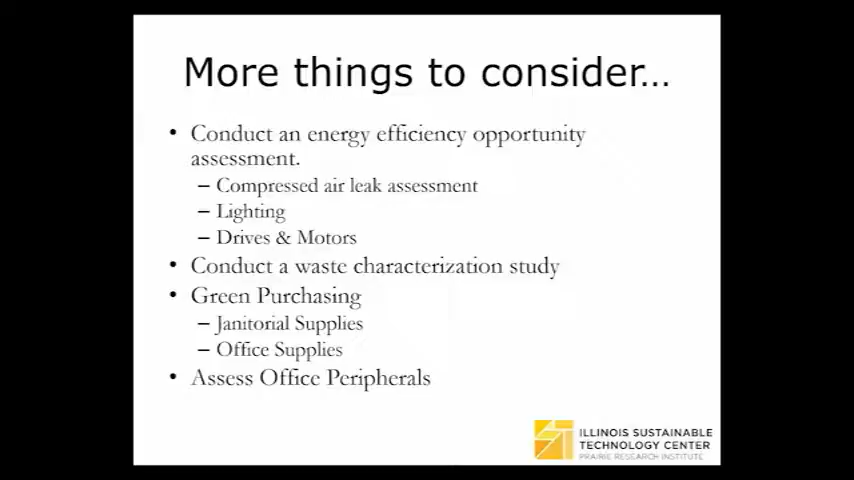 More things to consider...
• Conduct an energy efficiency opportunity
assessment.
– Compressed air leak assessment
– Lighting
– Drives & Motors
• Conduct a waste characterization study
• Green Purchasing
– Janitorial Supplies
– Office Supplies
• Assess Office Peripherals
ILLINOIS SUSTAINABLE
TECHNOLOGY CENTER
PRAIRIE RESEARCH INSTITUTE